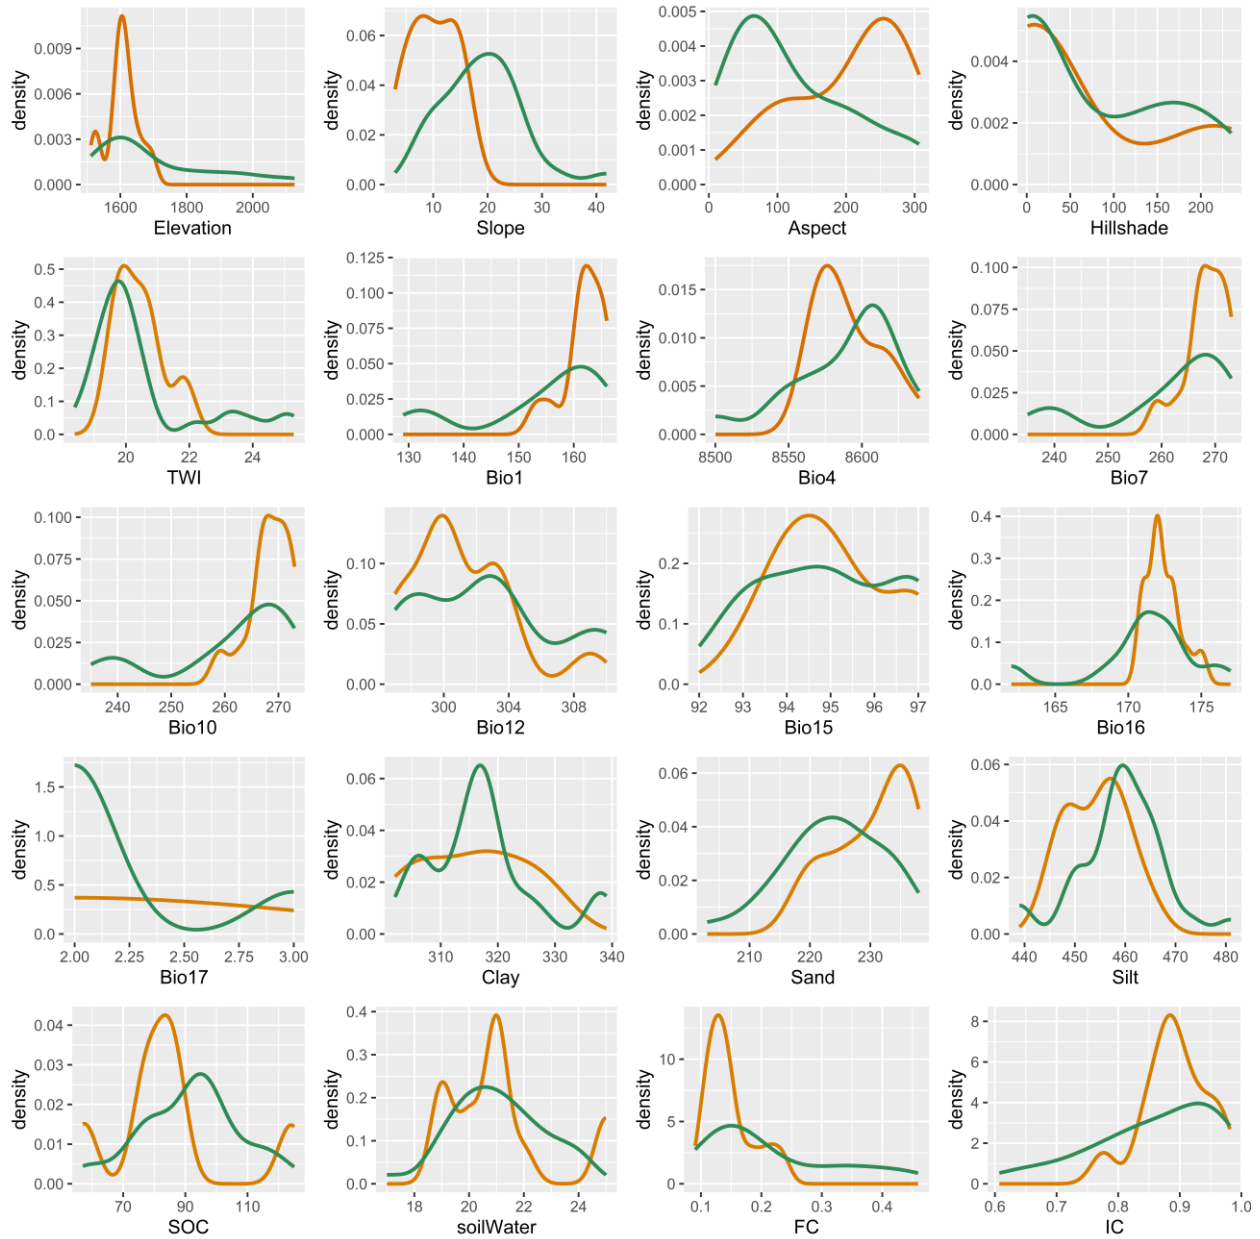 density 0.009 0.006 0.003 0.000 1600 1800 2000 Elevation
density 0.06 0.04 0.02 0.00 10 20 30 40 Slope
density 0.005 0.004 0.003 0.002 0.001 0.000 0 100 200 300 Aspect
density 0.004 0.002 0.000 0 50 100 150 200 Hillshade
density 0.5 0.4 0.3 0.2 0.1 0.0 20 22 24 TWI
density 0.125 0.100 0.075 0.050 0.025 0.000 130 140 150 160 Bio1
density 0.015 0.010 0.005 0.000 8500 8550 8600 Bio4
density 0.100 0.075 0.050 0.025 0.000 240 250 260 270 Bio7
density 0.100 0.075 0.050 0.025 0.000 240 250 260 270 Bio10
density 0.10 0.05 0.00 300 304 308 Bio12
density 0.2 0.1 0.0 92 93 94 95 96 97 Bio15
density 0.4 0.3 0.2 0.1 0.0 165 170 175 Bio16
density 1.5 1.0 0.5 0.0 2.00 2.25 2.50 2.75 3.00 Bio17
density 0.06 0.04 0.02 0.00 310 320 330 340 Clay
density 0.06 0.04 0.02 0.00 210 220 230 Sand
density 0.06 0.04 0.02 0.00 440 450 460 470 480 Silt
density 0.04 0.03 0.02 0.01 0.00 70 90 110 SOC
density 0.4 0.3 0.2 0.1 0.0 18 20 22 24 soilWater
density 10 5 0 0.1 0.2 0.3 0.4 FC
density 8 6 4 2 0 0.6 0.7 0.8 0.9 1.0 IC